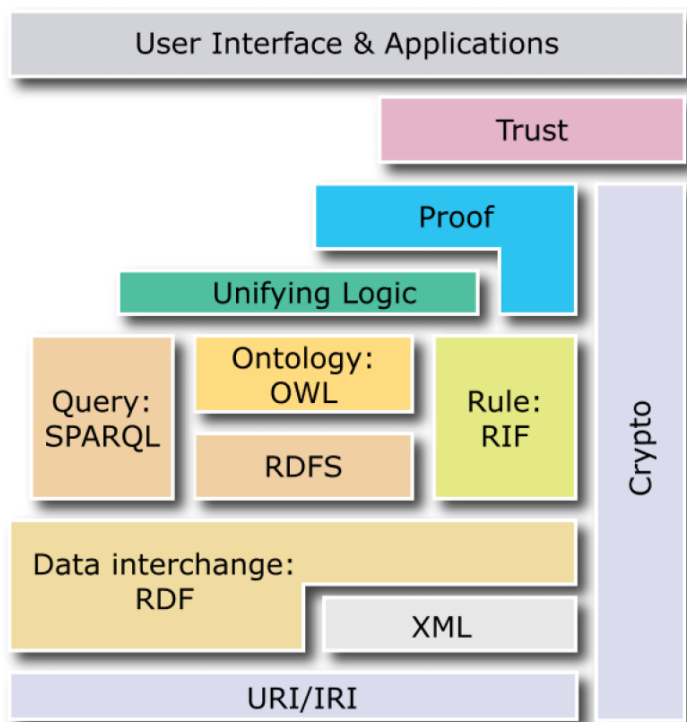 User Interface & Applications
Trust
Proof
Unifying Logic
Query:
SPARQL
Ontology:
OWL
RDFS
Rule:
RIF
Crypto
Data interchange:
RDF
XML
URI/IRI